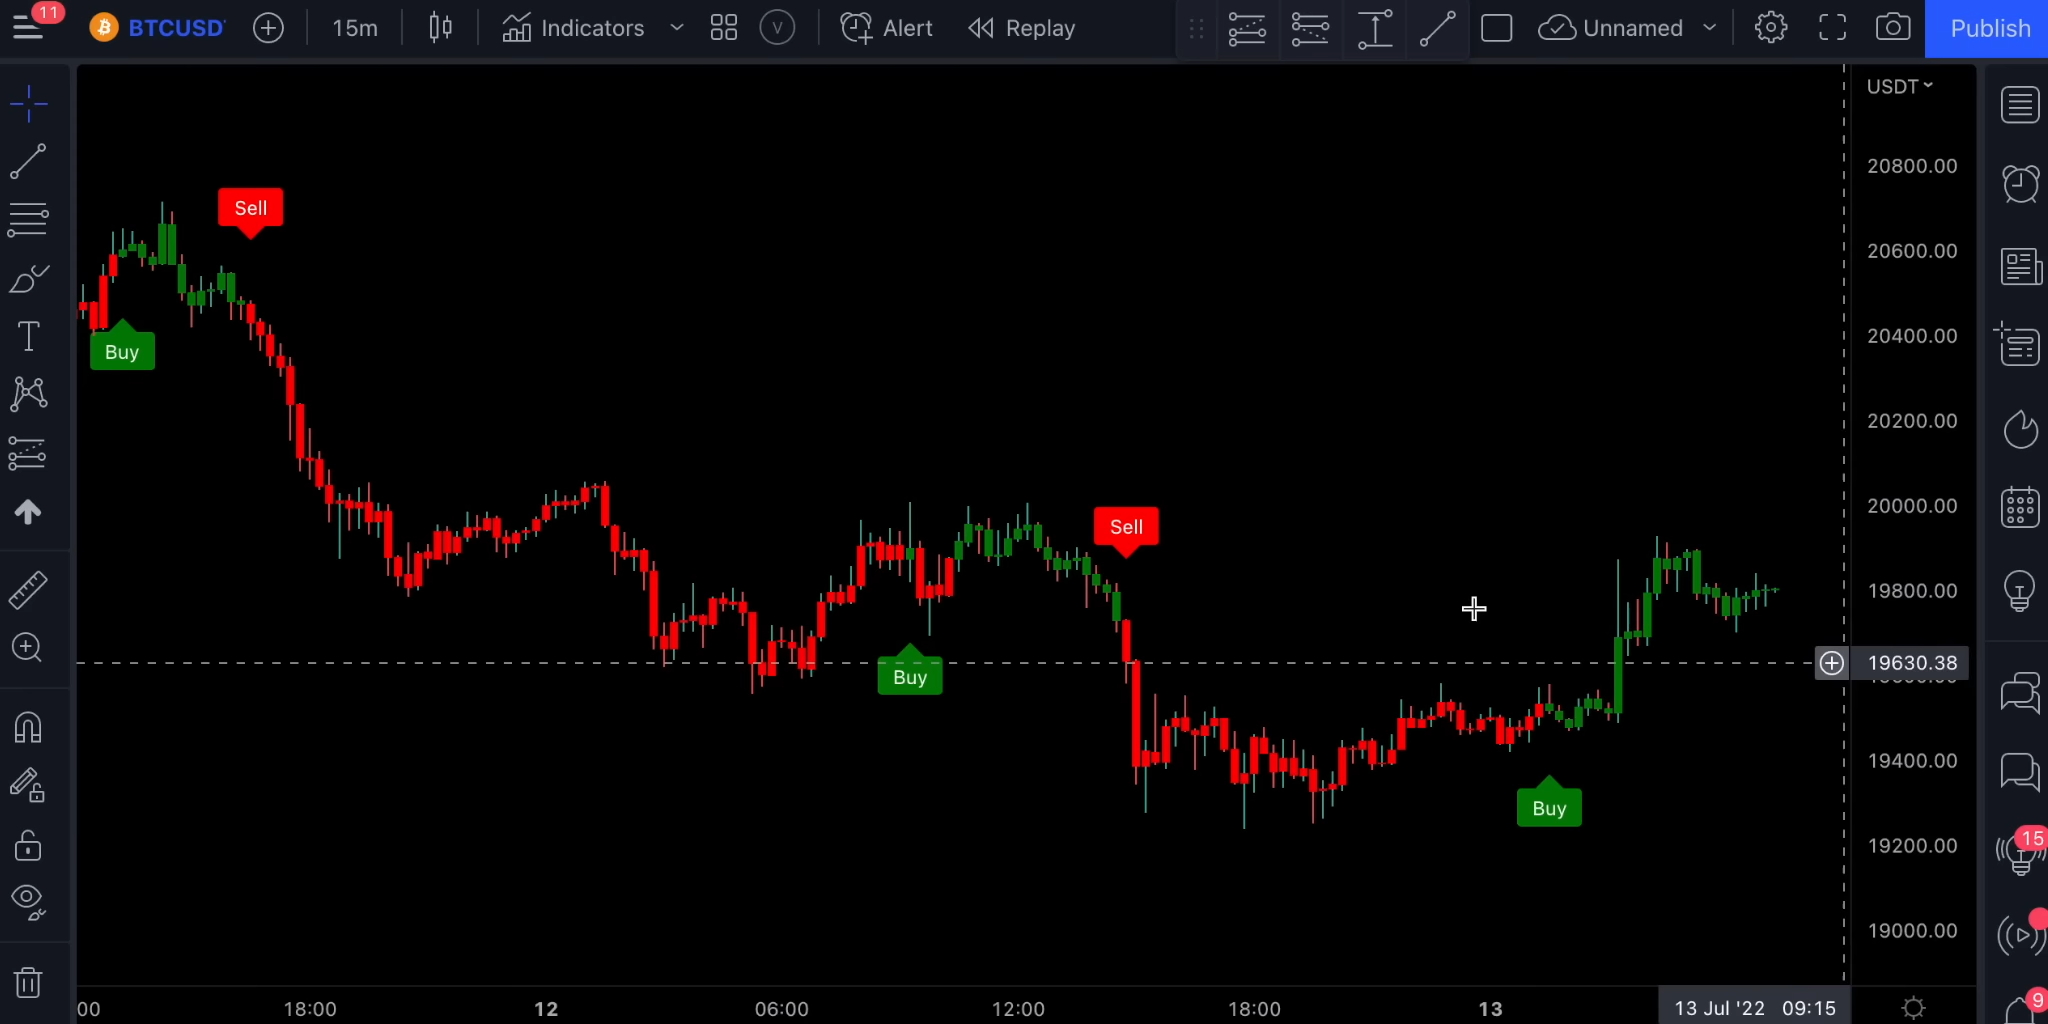 11
BTCUSD
15m
Indicators
V
Alert
Replay
Unnamed
Publish
USDT
20800.00
Sell
20600.00
Buy
20400.00
20200.00
20000.00
Sell
19800.00
Buy
19630.38
19400.00
Buy
19200.00
15
19000.00
9
00
18:00
12
06:00
12:00
18:00
13
13 Jul '22 09:15